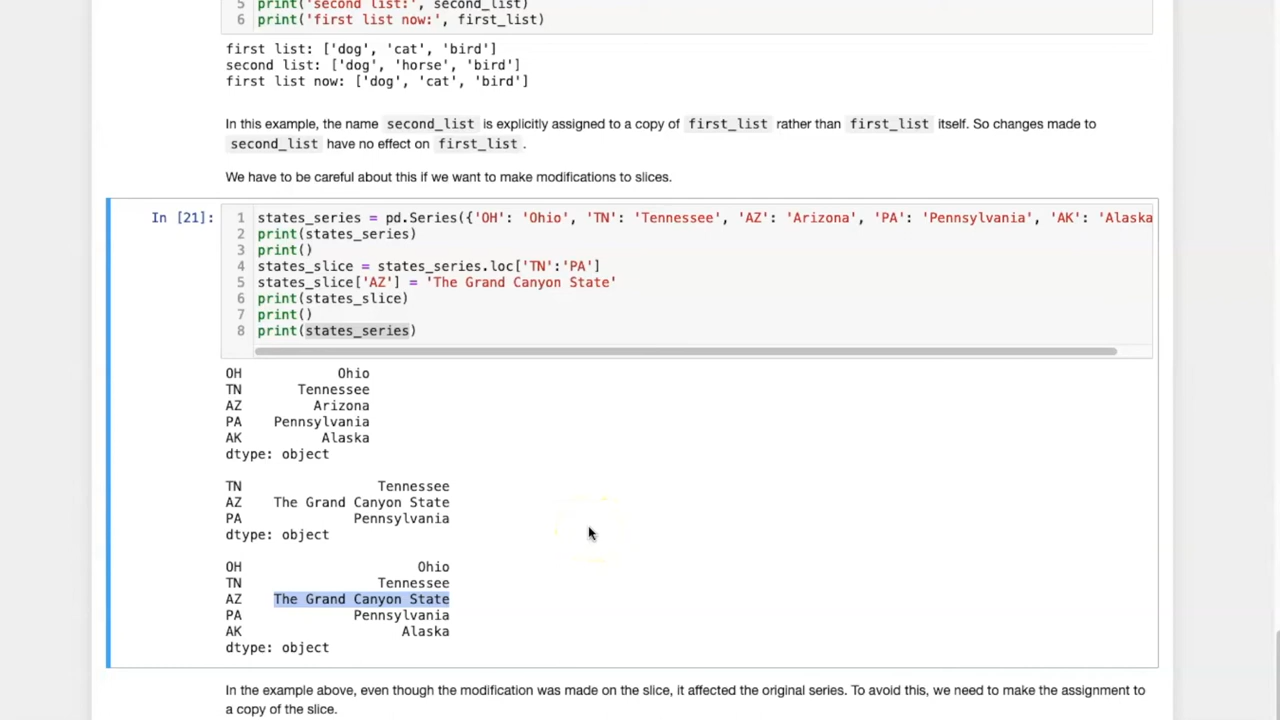 5 print('second list:', second_list)
6 print('first list now:', first_list)
first list: ['dog', 'cat', 'bird']
second list: ['dog', 'horse', 'bird']
first list now: ['dog', 'cat', 'bird']
In this example, the name second_list is explicitly assigned to a copy of first_list rather than first_list itself. So changes made to
second_list have no effect on first_list .
We have to be careful about this if we want to make modifications to slices.
In [21]:
1 states_series = pd.Series({'OH': 'Ohio', 'TN': 'Tennessee', 'AZ': 'Arizona', 'PA': 'Pennsylvania', 'AK': 'Alaska
2 print(states_series)
3 print()
4 states_slice = states_series.loc['TN':'PA']
5 states_slice['AZ'] = 'The Grand Canyon State'
6 print(states_slice)
7 print()
8 print(states_series)
OH Ohio
TN Tennessee
AZ Arizona
PA Pennsylvania
AK Alaska
dtype: object
TN Tennessee
AZ The Grand Canyon State
PA Pennsylvania
dtype: object
OH Ohio
TN Tennessee
AZ The Grand Canyon State
PA Pennsylvania
AK Alaska
dtype: object
In the example above, even though the modification was made on the slice, it affected the original series. To avoid this, we need to make the assignment to
a copy of the slice.